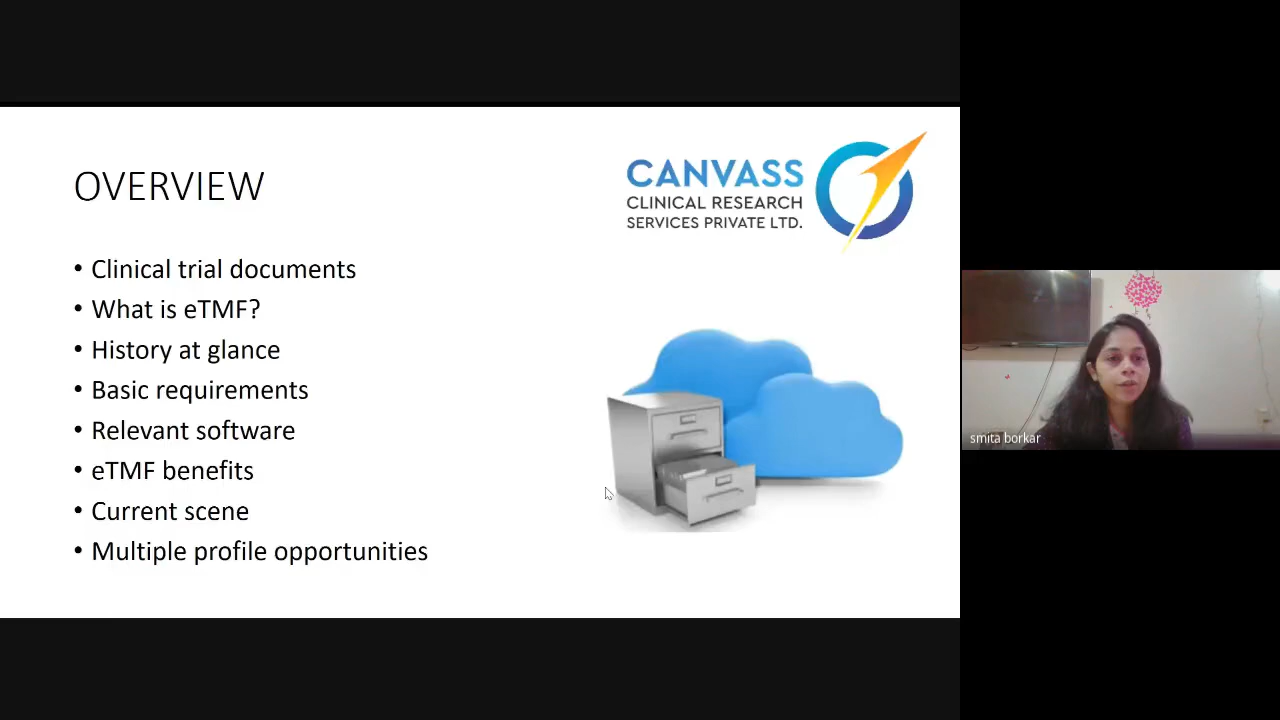 OVERVIEW
CANVASS
CLINICAL RESEARCH
SERVICES PRIVATE LTD.
• Clinical trial documents
• What is eTMF?
• History at glance
• Basic requirements
• Relevant software
• eTMF benefits
• Current scene
• Multiple profile opportunities
smita borkar